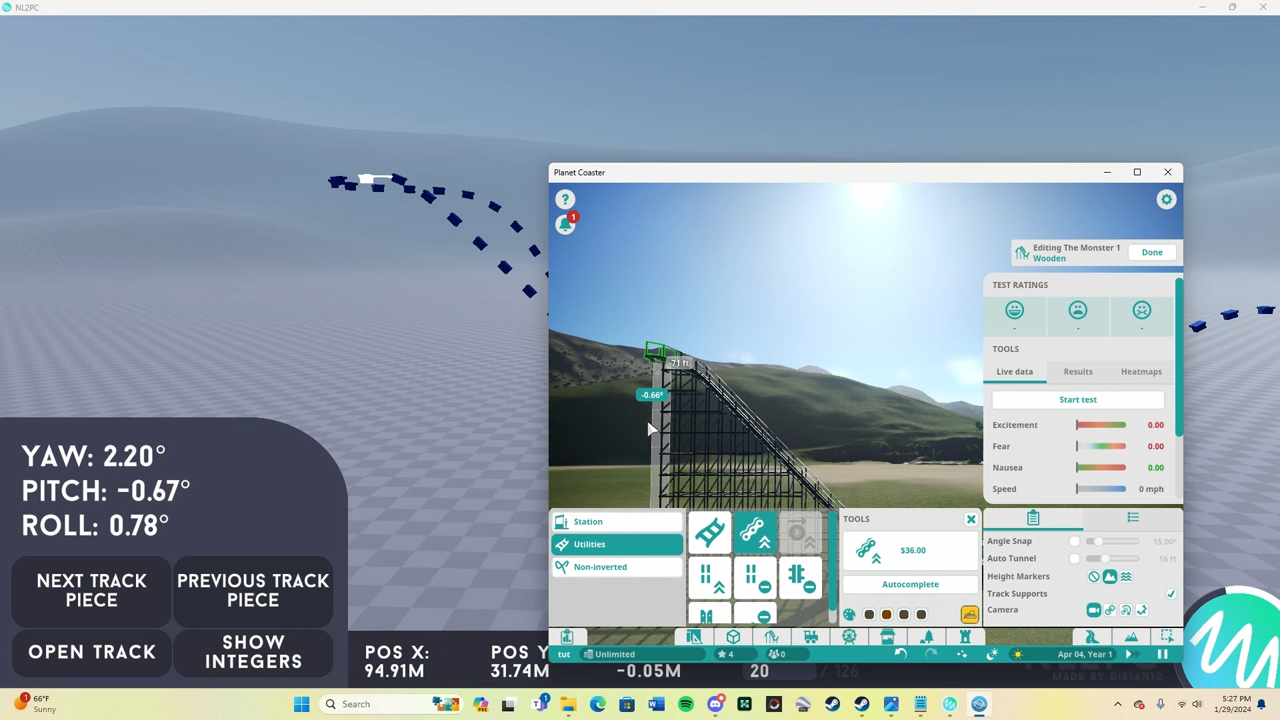 NL2PC
Planet Coaster
?
1
Editing The Monster 1
Wooden
Done
TEST RATINGS
-
-
-
TOOLS
Live data
Results
Heatmaps
Start test
Excitement
0.00
Fear
0.00
Nausea
0.00
Speed
0 mph
71 ft
-0.66°
YAW: 2.20°
PITCH: -0.67°
ROLL: 0.78°
NEXT TRACK
PIECE
PREVIOUS TRACK
PIECE
OPEN TRACK
SHOW
INTEGERS
POS X:
94.91M
POS Y
31.74M
-0.05M
20
/ 126
MADE BY DISTANTZ
Station
Utilities
Non-inverted
TOOLS
$36.00
Autocomplete
Angle Snap
15.00°
Auto Tunnel
16 ft
Height Markers
Track Supports
Camera
tut
Unlimited
4
0
Apr 04, Year 1
66°F
Sunny
1
Search
5:27 PM
1/29/2024